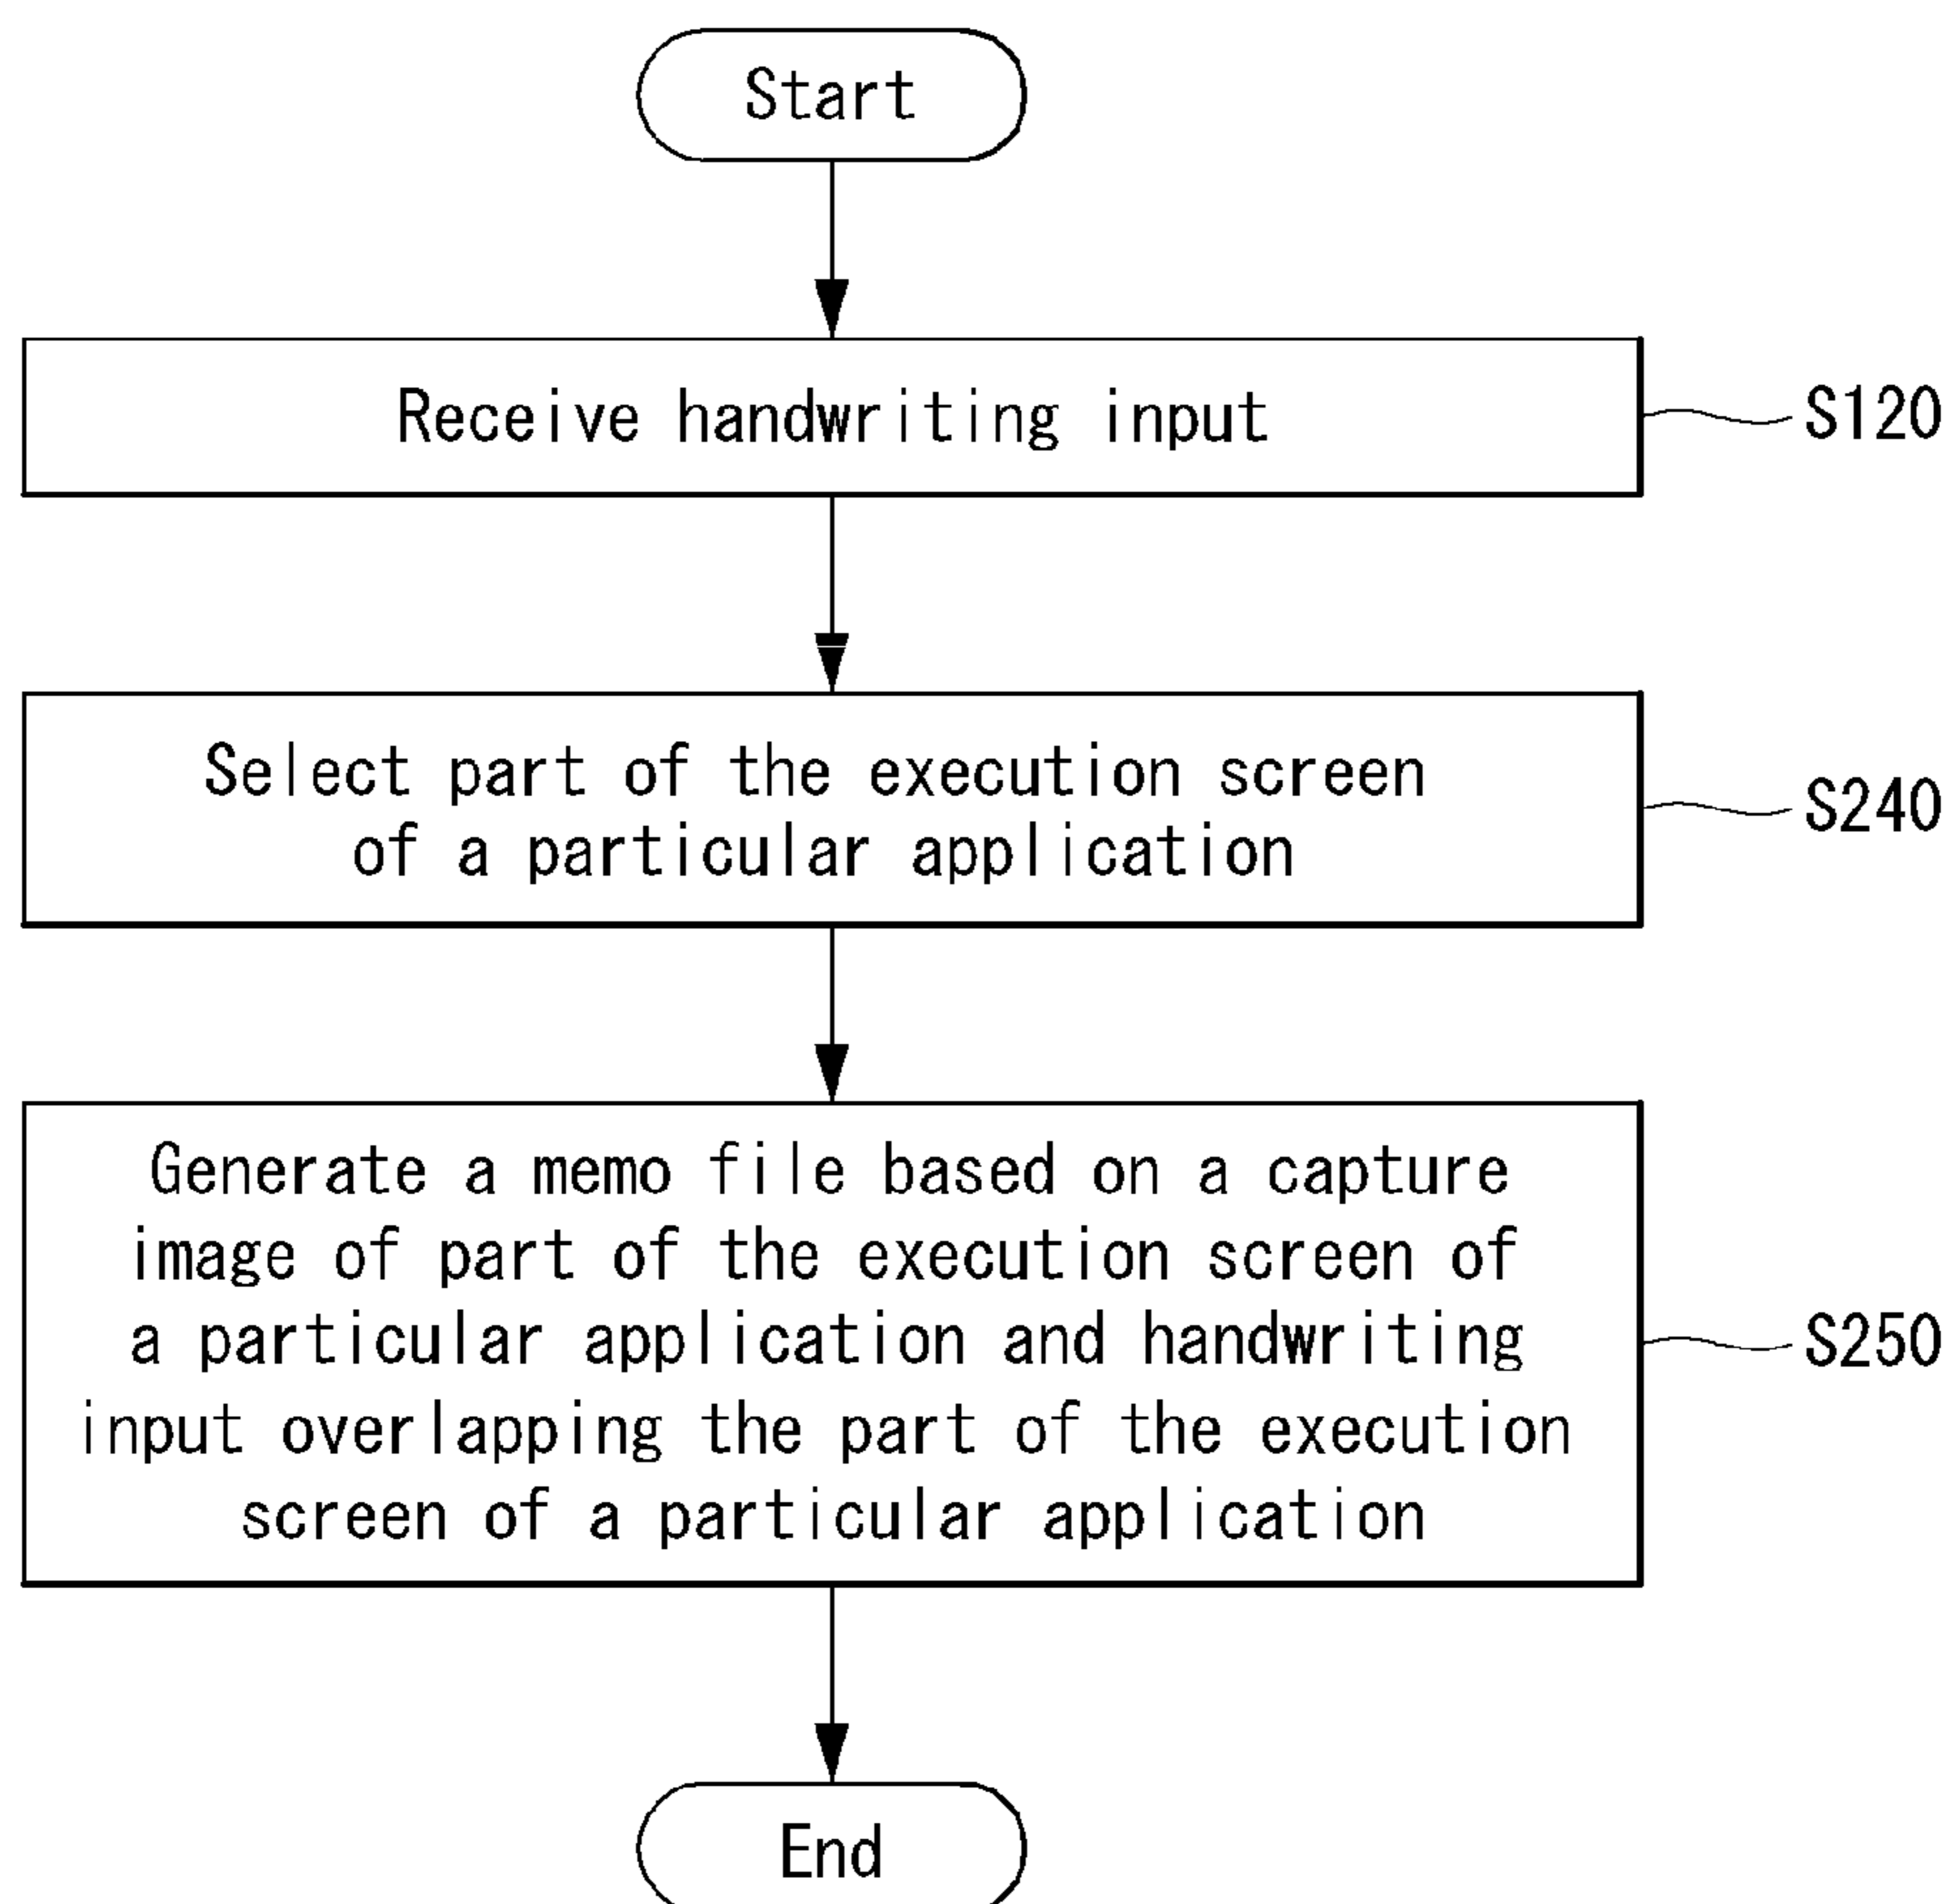 Start
Receive handwriting input
S120
Select part of the execution screen
of a particular application
S240
Generate a memo file based on a capture
image of part of the execution screen of
a particular application and handwriting
input overlapping the part of the execution
screen of a particular application
S250
End